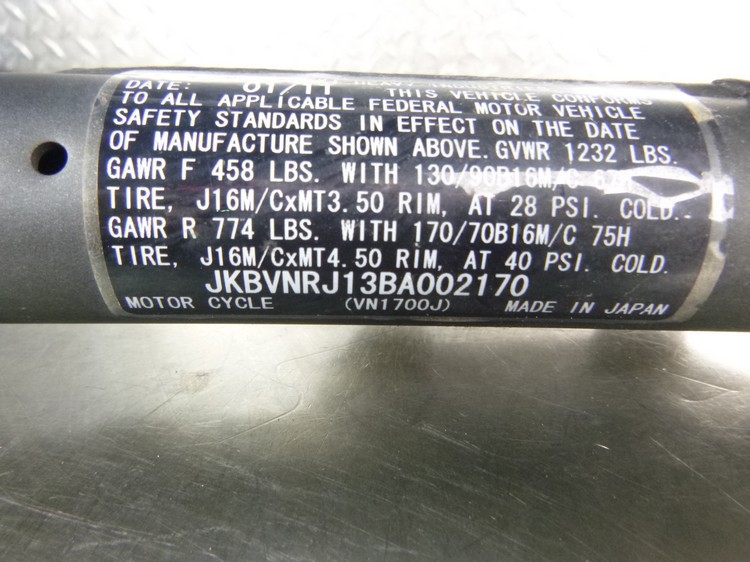 DATE: 01/11 THIS VEHICLE CONFORMS
TO ALL APPLICABLE FEDERAL MOTOR VEHICLE
SAFETY STANDARDS IN EFFECT ON THE DATE
OF MANUFACTURE SHOWN ABOVE. GVWR 1232 LBS.
GAWR F 458 LBS. WITH 130/90B16M/C
TIRE, J16M/CxMT3.50 RIM, AT 28 PSI. COLD.
GAWR R 774 LBS. WITH 170/70B16M/C 75H
TIRE, J16M/CxMT4.50 RIM, AT 40 PSI. COLD.
JKBVNRJ13BA002170
MOTOR CYCLE (VN1700J) MADE IN JAPAN